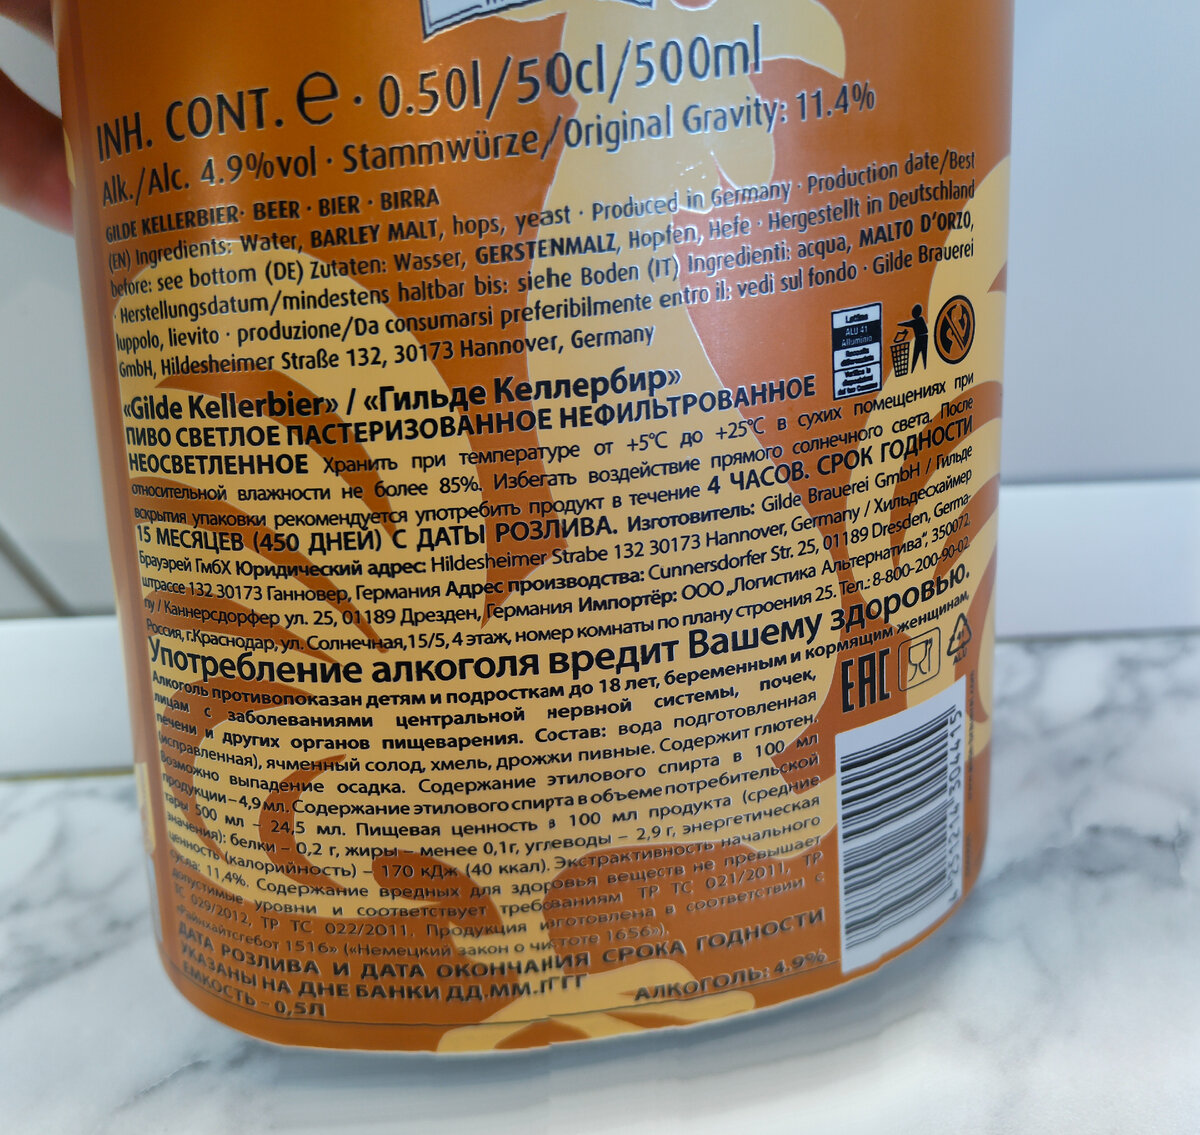 INH. CONT. e · 0.50l/50cl/500ml
Alk./Alc. 4.9%vol · Stammwürze/Original Gravity: 11.4%
GILDE KELLERBIER · BEER · BIER · BIRRA
(EN) Ingredients: Water, BARLEY MALT, hops, yeast · Produced in Germany · Production date/Best
before: see bottom (DE) Zutaten: Wasser, GERSTENMALZ, Hopfen, Hefe · Hergestellt in Deutschland
· Herstellungsdatum/mindestens haltbar bis: siehe Boden (IT) Ingredienti: acqua, MALTO D'ORZO,
luppolo, lievito · produzione/Da consumarsi preferibilmente entro il: vedi sul fondo · Gilde Brauerei
GmbH, Hildesheimer Straße 132, 30173 Hannover, Germany
Lattina
ALU 41
Alluminio
Raccolta
«Gilde Kellerbier» / «Гильде Келлербир»
ПИВО СВЕТЛОЕ ПАСТЕРИЗОВАННОЕ НЕФИЛЬТРОВАННОЕ
НЕОСВЕТЛЕННОЕ Хранить при температуре от +5°C до +25°C в сухих помещениях при
относительной влажности не более 85%. Избегать воздействие прямого солнечного света. После
вскрытия упаковки рекомендуется употребить продукт в течение 4 ЧАСОВ. СРОК ГОДНОСТИ
15 МЕСЯЦЕВ (450 ДНЕЙ) С ДАТЫ РОЗЛИВА. Изготовитель: Gilde Brauerei GmbH / Гильде
Брауэрей ГмбХ Юридический адрес: Hildesheimer Strabe 132 30173 Hannover, Germany / Хильдесхаймер
штрассе 132 30173 Ганновер, Германия Адрес производства: Cunnersdorfer Str. 25, 01189 Dresden, Germa-
ny / Каннерсдорфер ул. 25, 01189 Дрезден, Германия Импортёр: ООО „Логистика Альтернатива", 350072
Россия, г.Краснодар, ул. Солнечная,15/5, 4 этаж, номер комнаты по плану строения 25. Тел.: 8-800-200-90-02
Употребление алкоголя вредит Вашему здоровью.
Алкоголь противопоказан детям и подросткам до 18 лет, беременным и кормящим женщинам,
лицам с заболеваниями центральной нервной системы, почек,
печени и других органов пищеварения. Состав: вода подготовленная
(исправленная), ячменный солод, хмель, дрожжи пивные. Содержит глютен.
Возможно выпадение осадка. Содержание этилового спирта в 100 мл
продукции – 4,9 мл. Содержание этилового спирта в объеме потребительской
тары 500 мл – 24,5 мл. Пищевая ценность в 100 мл продукта (средние
значения): белки – 0,2 г, жиры – менее 0,1г, углеводы – 2,9 г, энергетическая
ценность (калорийность) – 170 кДж (40 ккал). Экстрактивность начального
сусла: 11,4%. Содержание вредных для здоровья веществ не превышает
допустимые уровни и соответствует требованиям ТР ТС 021/2011, ТР
ТС 029/2012, ТР ТС 022/2011. Продукция изготовлена в соответствии с
«Райнхайтсгебот 1516» («Немецкий закон о чистоте 1656»).
ДАТА РОЗЛИВА И ДАТА ОКОНЧАНИЯ СРОКА ГОДНОСТИ
УКАЗАНЫ НА ДНЕ БАНКИ ДД.ММ.ГГГГ
ЕМКОСТЬ – 0,5Л
АЛКОГОЛЬ: 4.9%
EAC
41
ALU
4 251214 304415